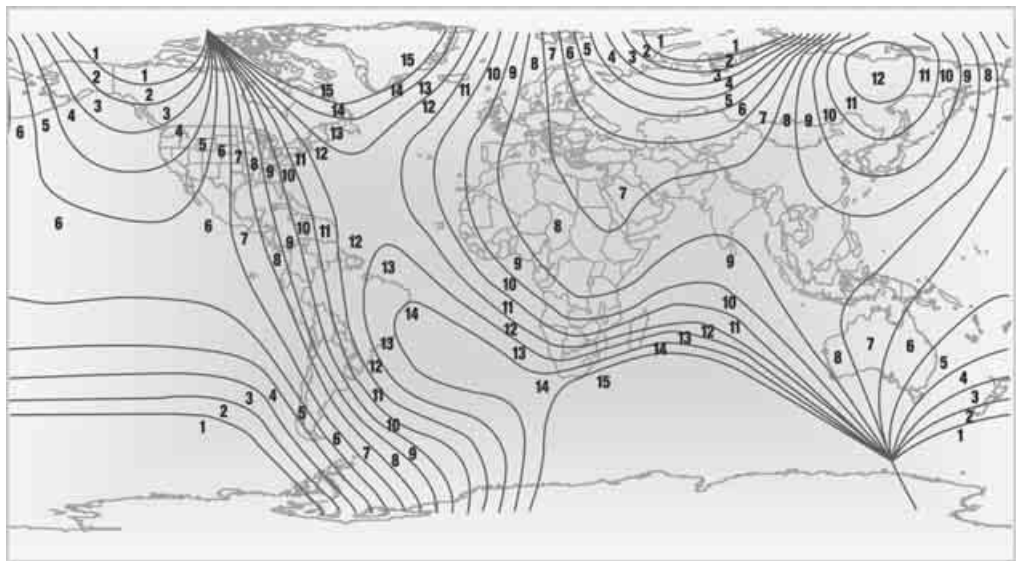 1 7 6 5 2 1 1
15 8 4 3 2
2 1 10 9 3 12 11 10 9 8
2 15 14 13 11 4
3 12 5 6 11
4 3 14 10 7
6 5 4 13 8 9
5 6 7 8 9 10 11 12
7
6 6 10 11 8
7 9 12
8 13 9 9
10 10
11 14
12 12 11
13 13 14 13 8 7 6
12 5
14 15 4
3 4 11 3
2 5 2
1 10 1
6
7 8 9